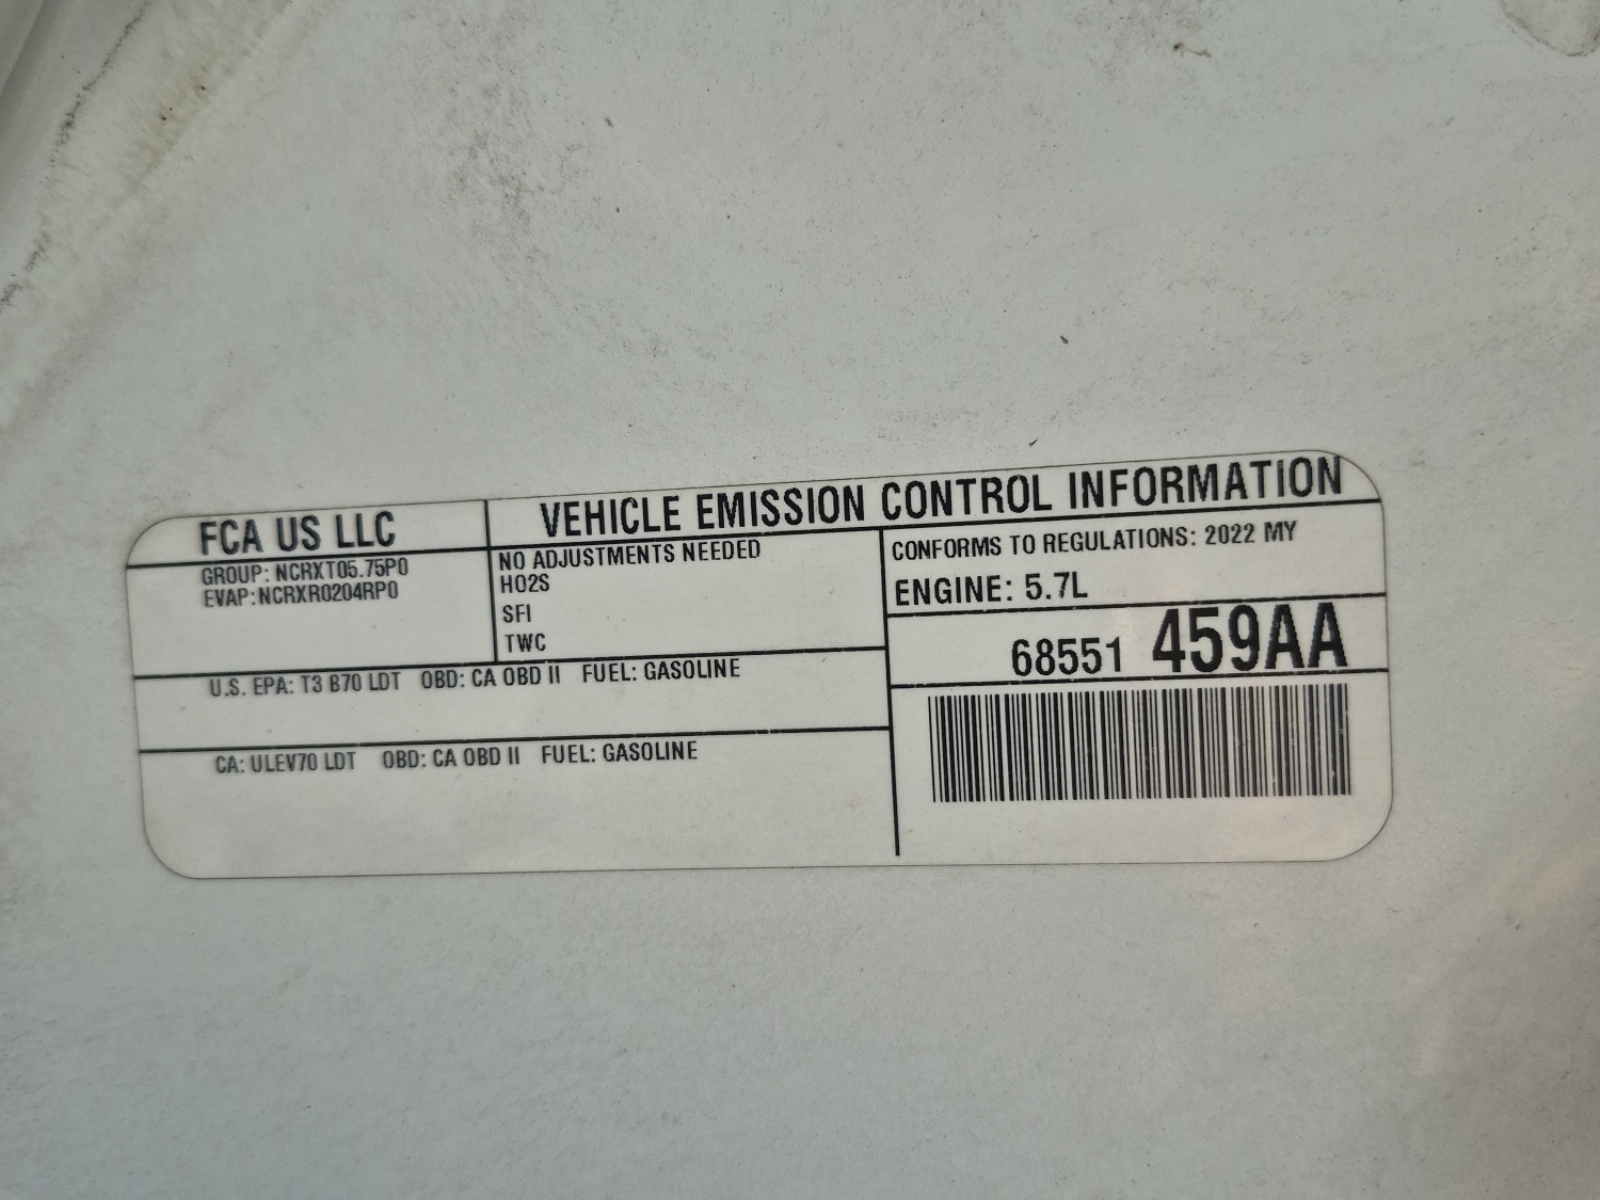 FCA US LLC
VEHICLE EMISSION CONTROL INFORMATION
GROUP: NCRXT05.75P0
EVAP: NCRXR0204RP0
NO ADJUSTMENTS NEEDED
HO2S
SFI
TWC
CONFORMS TO REGULATIONS: 2022 MY
ENGINE: 5.7L
68551 459AA
U.S. EPA: T3 B70 LDT OBD: CA OBD II FUEL: GASOLINE
CA: ULEV70 LDT OBD: CA OBD II FUEL: GASOLINE